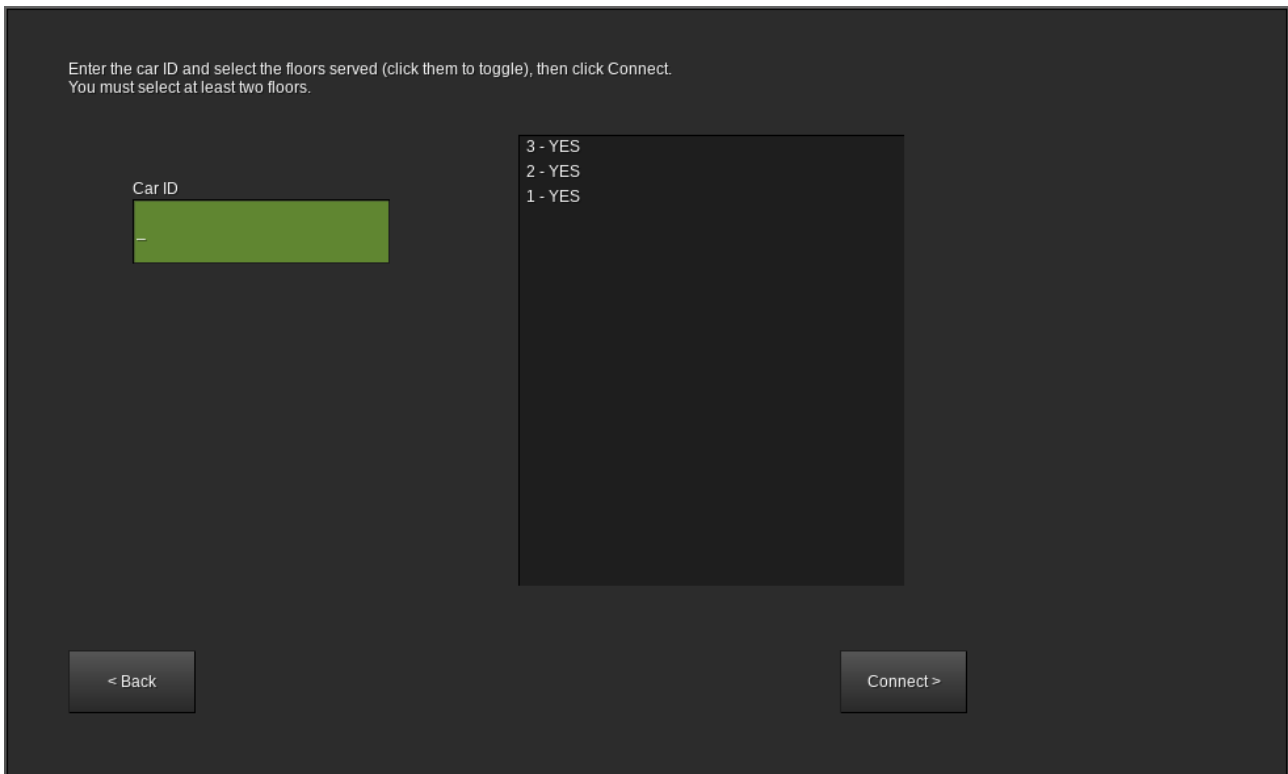 Enter the car ID and select the floors served (click them to toggle), then click Connect.
You must select at least two floors.
3 - YES
2 - YES
1 - YES
Car ID
_
< Back
Connect >